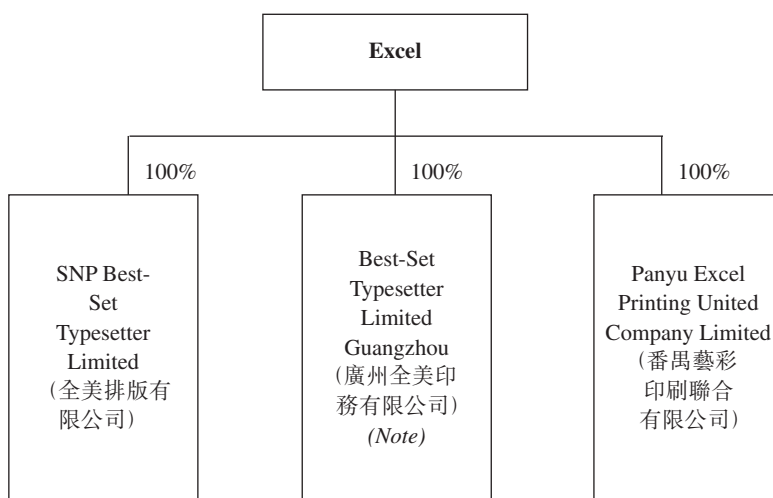 Excel
100%
100%
100%
SNP Best-
Set
Typesetter
Limited
(全美排版有
限公司)
Best-Set
Typesetter
Limited
Guangzhou
(廣州全美印
務有限公司)
(Note)
Panyu Excel
Printing United
Company Limited
(番禺藝彩
印刷聯合
有限公司)